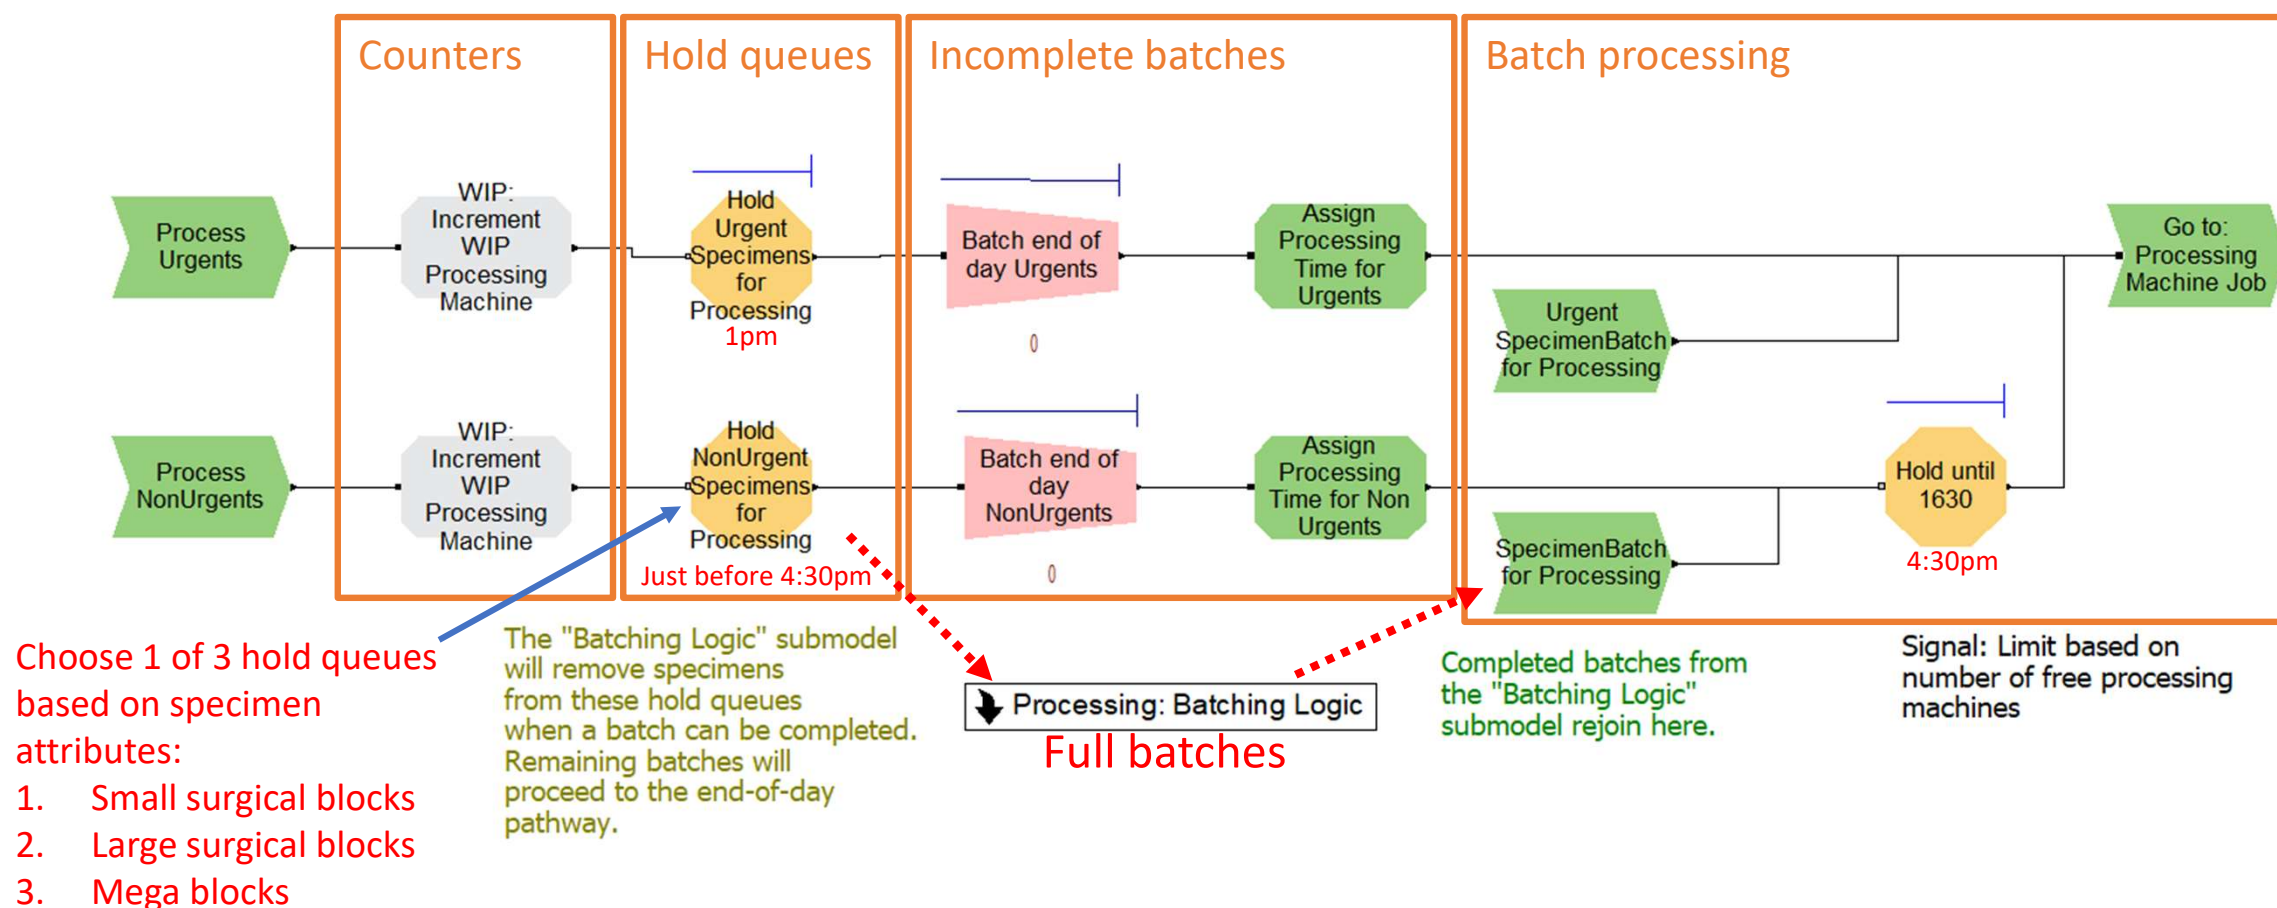 Counters
Hold queues
Incomplete batches
Batch processing
Process
Urgents
WIP:
Increment
WIP
Processing
Machine
Hold
Urgent
Specimens
for
Processing
1pm
Batch end of
day Urgents
0
Assign
Processing
Time for
Urgents
Urgent
SpecimenBatch
for Processing
Go to:
Processing
Machine Job
Process
NonUrgents
WIP:
Increment
WIP
Processing
Machine
Hold
NonUrgent
Specimens
for
Processing
Just before 4:30pm
Batch end of
day
NonUrgents
0
Assign
Processing
Time for Non
Urgents
SpecimenBatch
for Processing
Hold until
1630
4:30pm
Choose 1 of 3 hold queues
based on specimen
attributes:
1. Small surgical blocks
2. Large surgical blocks
3. Mega blocks
The "Batching Logic" submodel
will remove specimens
from these hold queues
when a batch can be completed.
Remaining batches will
proceed to the end-of-day
pathway.
Processing: Batching Logic
Full batches
Completed batches from
the "Batching Logic"
submodel rejoin here.
Signal: Limit based on
number of free processing
machines